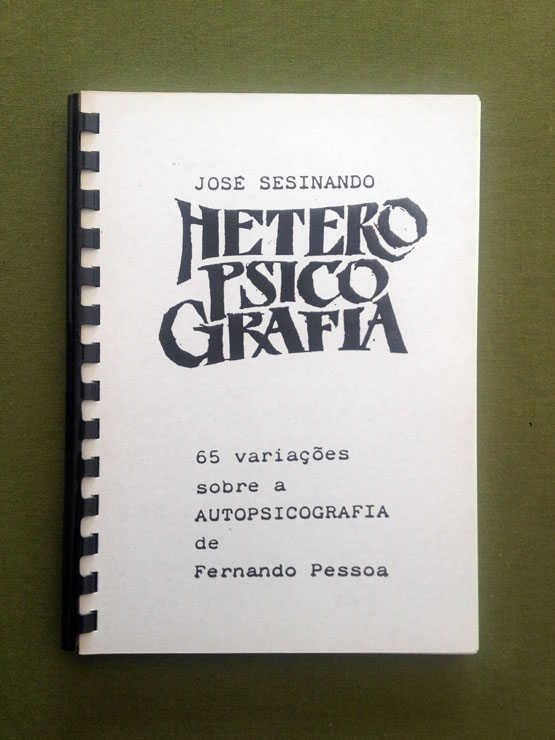 JOSÉ SESINANDO
HETERO
PSICO
GRAFIA
65 variações
sobre a
AUTOPSICOGRAFIA
de
Fernando Pessoa